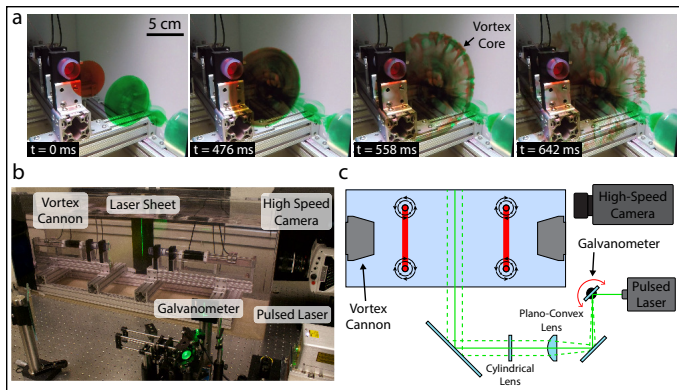 a
5 cm
Vortex
Core
t = 0 ms
t = 476 ms
t = 558 ms
t = 642 ms
b
Vortex
Cannon
Laser Sheet
High Speed
Camera
Galvanometer
Pulsed Laser
c
High-Speed
Camera
Galvanometer
Pulsed
Laser
Plano-Convex
Lens
Vortex
Cannon
Cylindrical
Lens